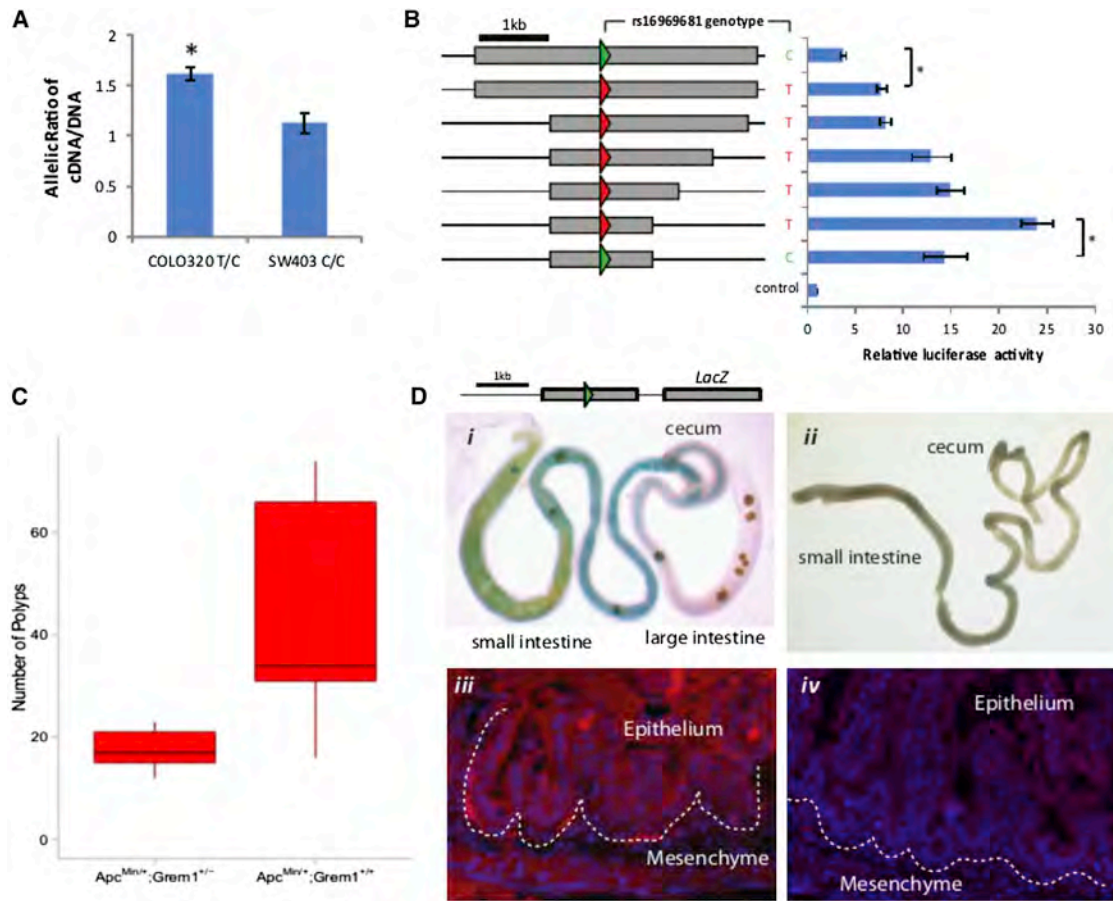 A
Allelic Ratio of
cDNA/DNA
2
1.5
1
0.5
0
*
COLO320 T/C
SW403 C/C
B
1kb
rs16969681 genotype
C
T
T
T
T
T
C
control
*
*
0 5 10 15 20 25 30
Relative luciferase activity
C
Number of Polyps
60
40
20
0
Apc^Min/+;Grem1^+/−
Apc^Min/+;Grem1^+/+
D
1kb
LacZ
i
cecum
small intestine
large intestine
ii
cecum
small intestine
iii
Epithelium
Mesenchyme
iv
Epithelium
Mesenchyme